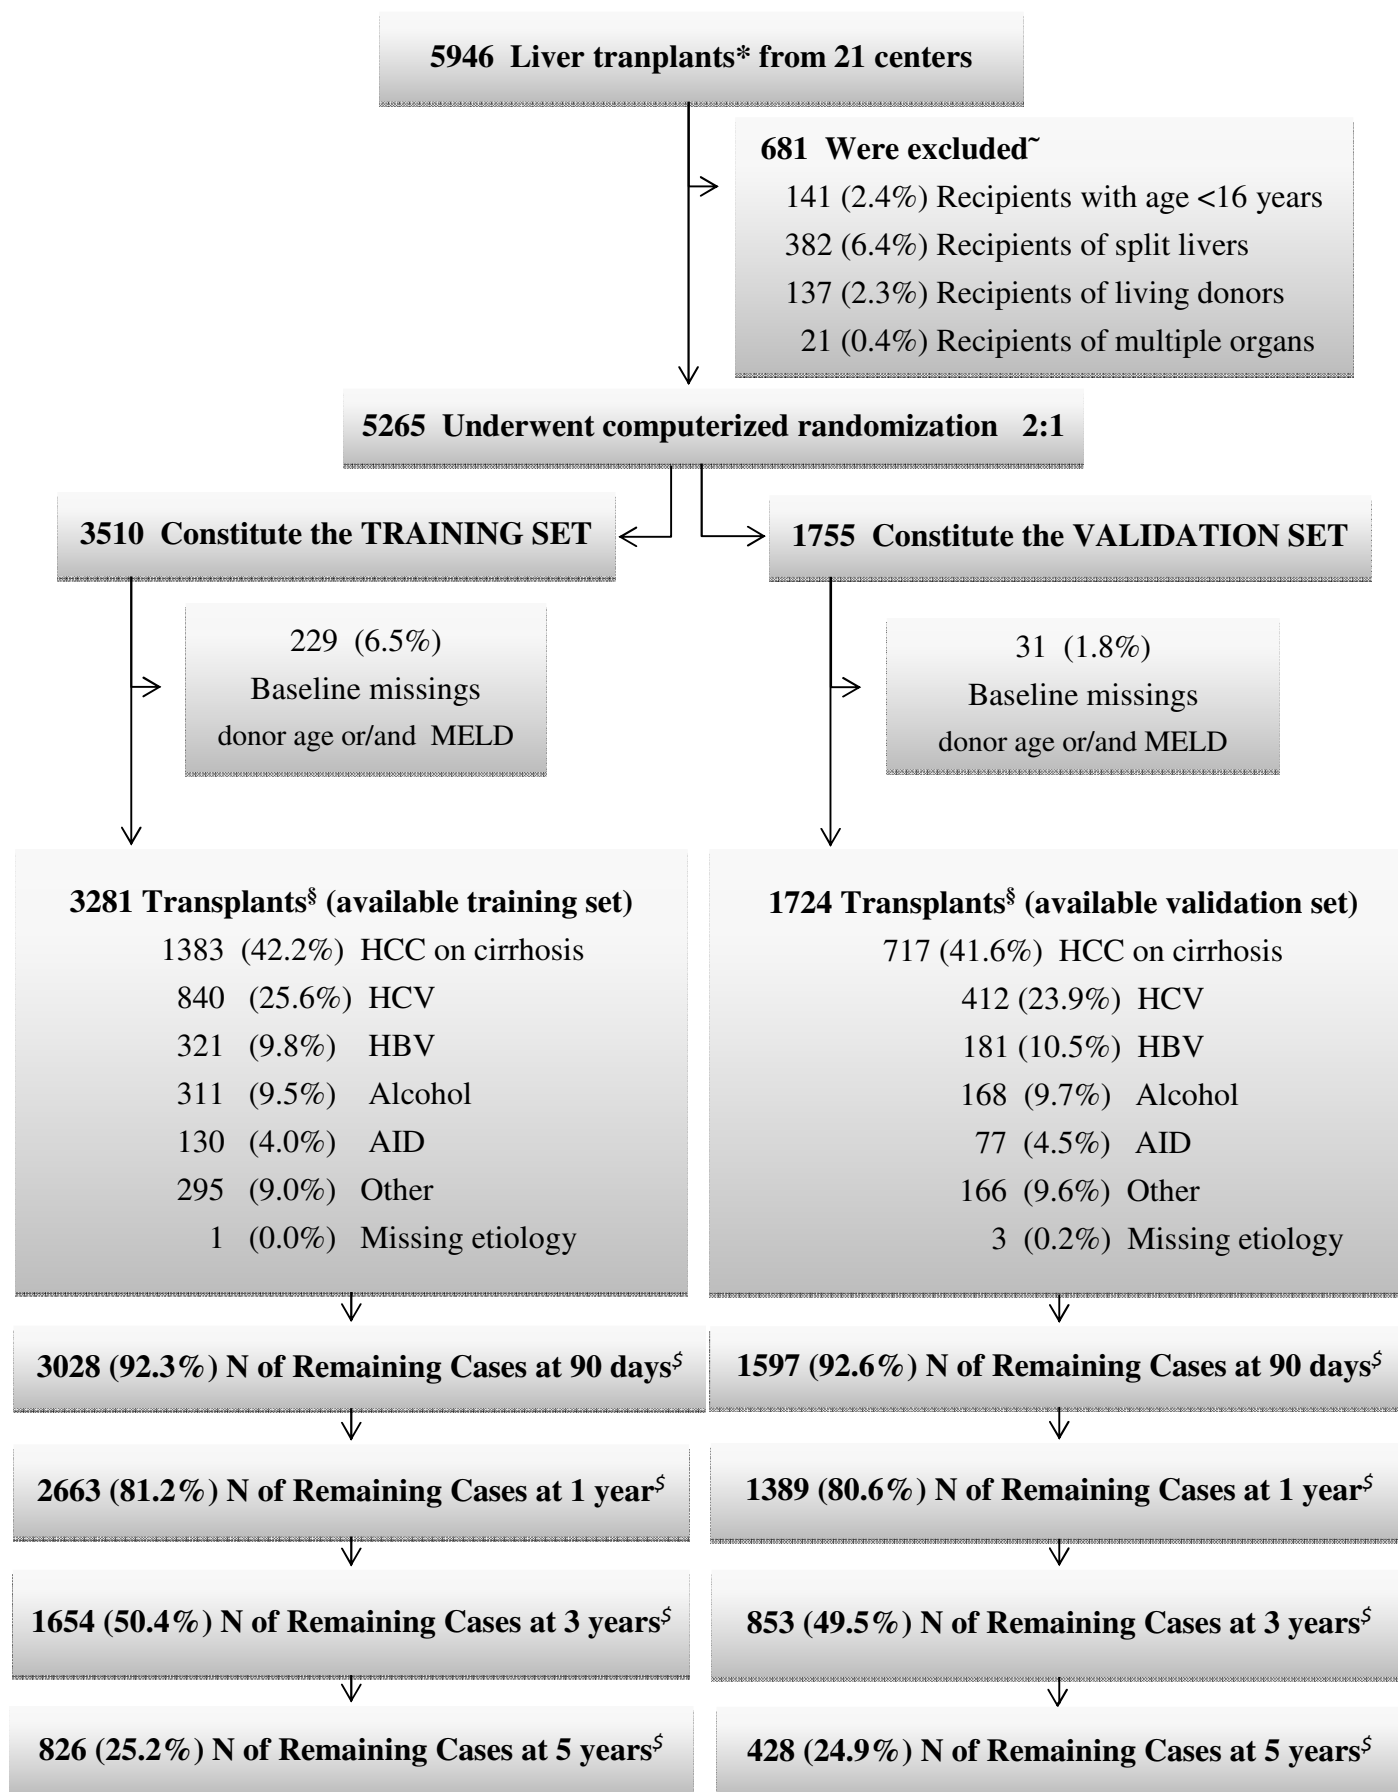 5946 Liver tranplants* from 21 centers
681 Were excluded~
141 (2.4%) Recipients with age <16 years
382 (6.4%) Recipients of split livers
137 (2.3%) Recipients of living donors
21 (0.4%) Recipients of multiple organs
5265 Underwent computerized randomization 2:1
3510 Constitute the TRAINING SET
1755 Constitute the VALIDATION SET
229 (6.5%)
Baseline missings
donor age or/and MELD
31 (1.8%)
Baseline missings
donor age or/and MELD
3281 Transplants§ (available training set)
1383 (42.2%) HCC on cirrhosis
840 (25.6%) HCV
321 (9.8%) HBV
311 (9.5%) Alcohol
130 (4.0%) AID
295 (9.0%) Other
1 (0.0%) Missing etiology
1724 Transplants§ (available validation set)
717 (41.6%) HCC on cirrhosis
412 (23.9%) HCV
181 (10.5%) HBV
168 (9.7%) Alcohol
77 (4.5%) AID
166 (9.6%) Other
3 (0.2%) Missing etiology
3028 (92.3%) N of Remaining Cases at 90 days$
1597 (92.6%) N of Remaining Cases at 90 days$
2663 (81.2%) N of Remaining Cases at 1 year$
1389 (80.6%) N of Remaining Cases at 1 year$
1654 (50.4%) N of Remaining Cases at 3 years$
853 (49.5%) N of Remaining Cases at 3 years$
826 (25.2%) N of Remaining Cases at 5 years$
428 (24.9%) N of Remaining Cases at 5 years$